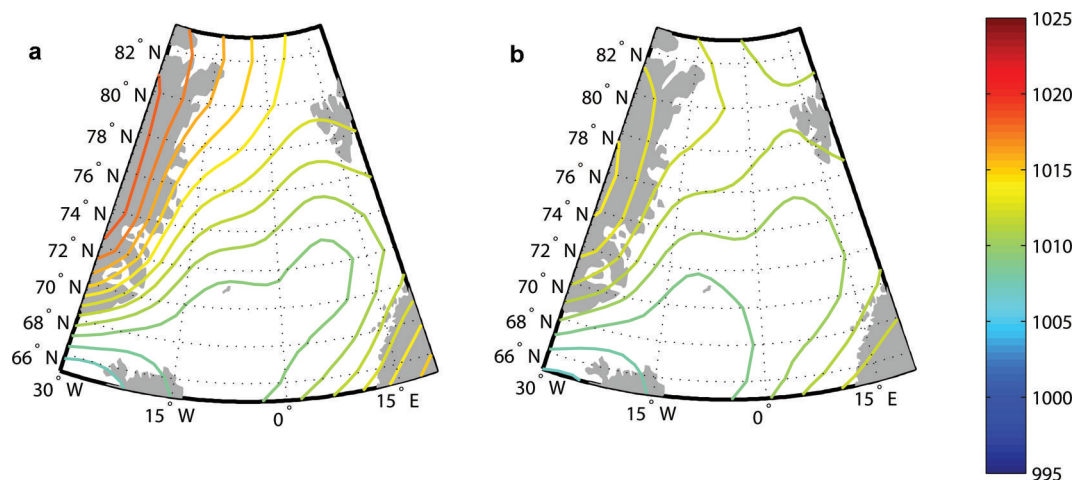 a
82° N
80° N
78° N
76° N
74° N
72° N
70° N
68° N
66° N
30° W
15° W
0°
15° E
b
82° N
80° N
78° N
76° N
74° N
72° N
70° N
68° N
66° N
30° W
15° W
0°
15° E
1025
1020
1015
1010
1005
1000
995